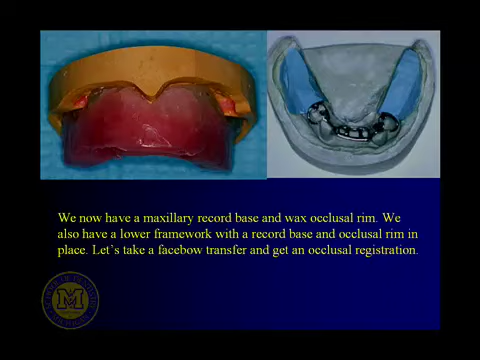 We now have a maxillary record base and wax occlusal rim. We
also have a lower framework with a record base and occlusal rim in
place. Let's take a facebow transfer and get an occlusal registration.